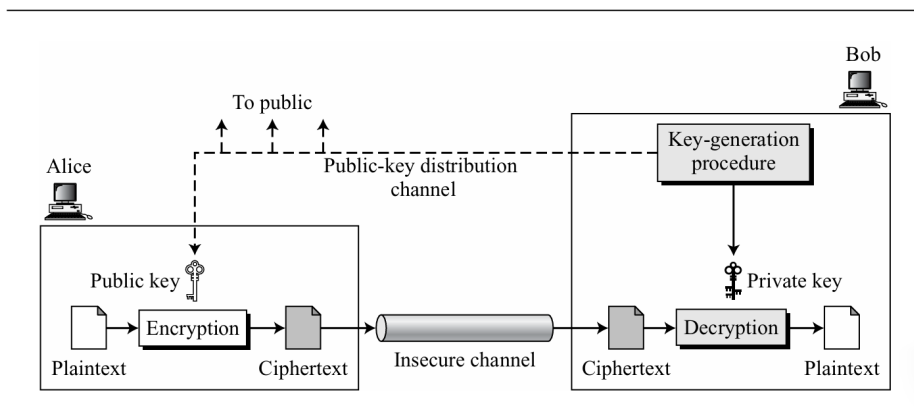 Bob
To public
Key-generation
procedure
Public-key distribution
channel
Alice
Public key
Private key
Encryption
Decryption
Plaintext
Ciphertext
Insecure channel
Ciphertext
Plaintext